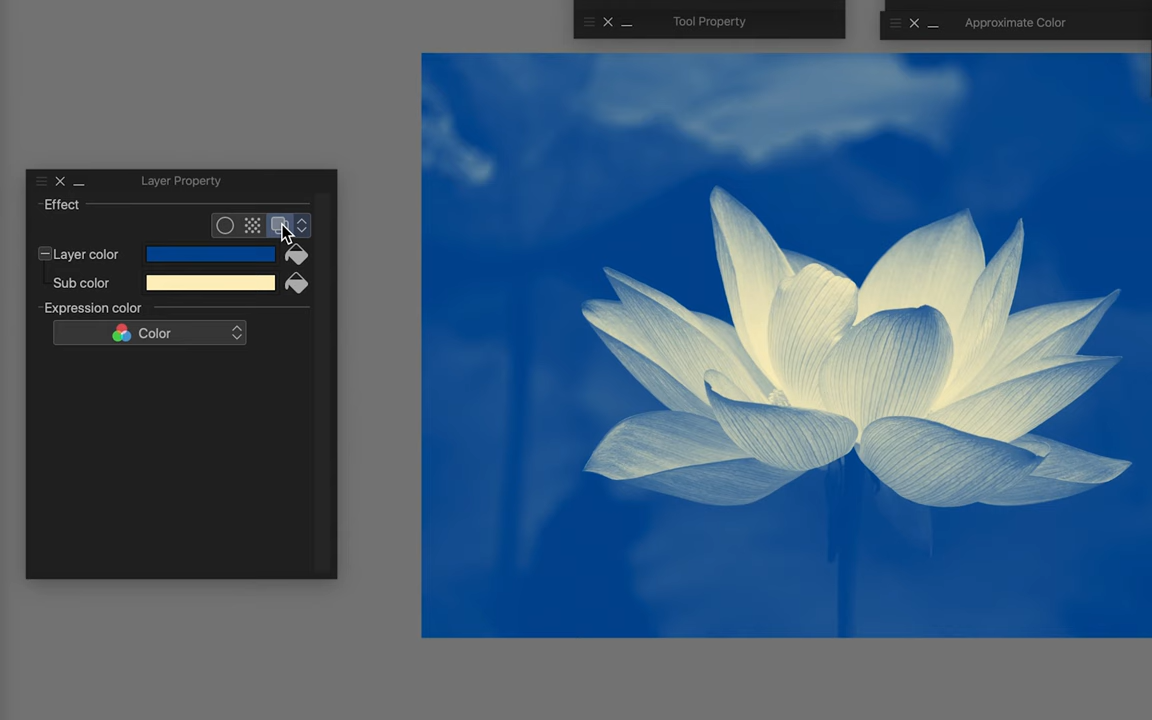 Tool Property
Approximate Color
Layer Property
Effect
Layer color
Sub color
Expression color
Color